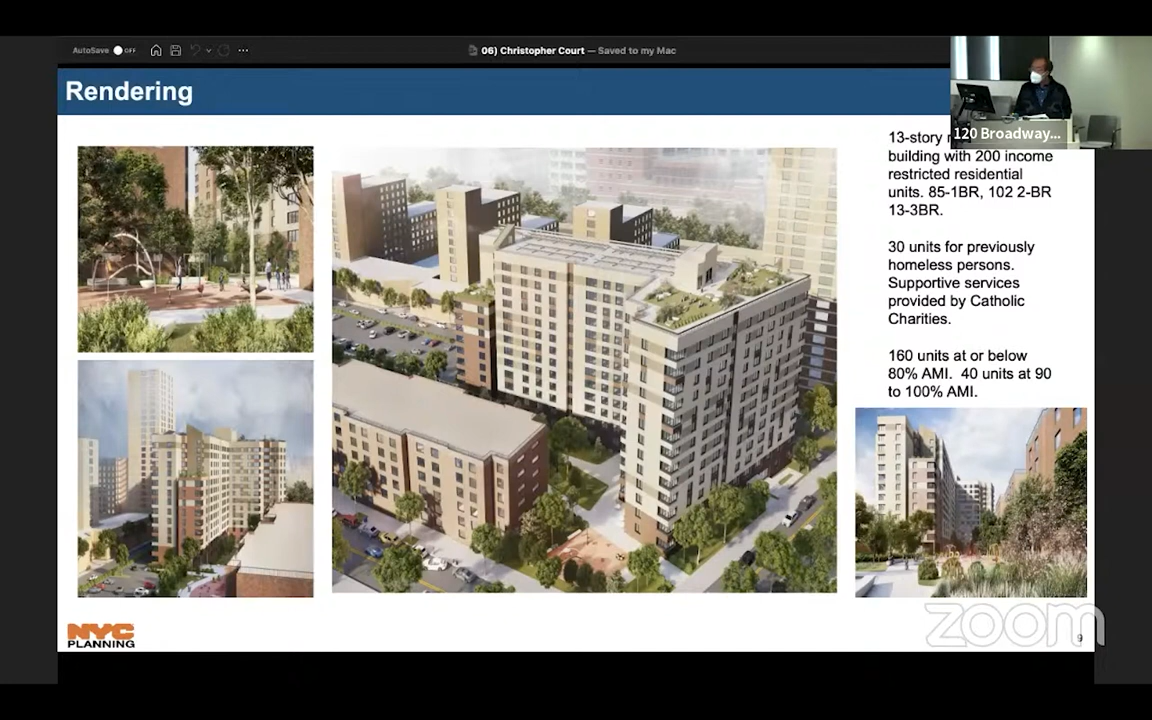 AutoSave OFF
06) Christopher Court — Saved to my Mac
Rendering
120 Broadway...
13-story
building with 200 income
restricted residential
units. 85-1BR, 102 2-BR
13-3BR.
30 units for previously
homeless persons.
Supportive services
provided by Catholic
Charities.
160 units at or below
80% AMI. 40 units at 90
to 100% AMI.
NYC
PLANNING
zoom
9